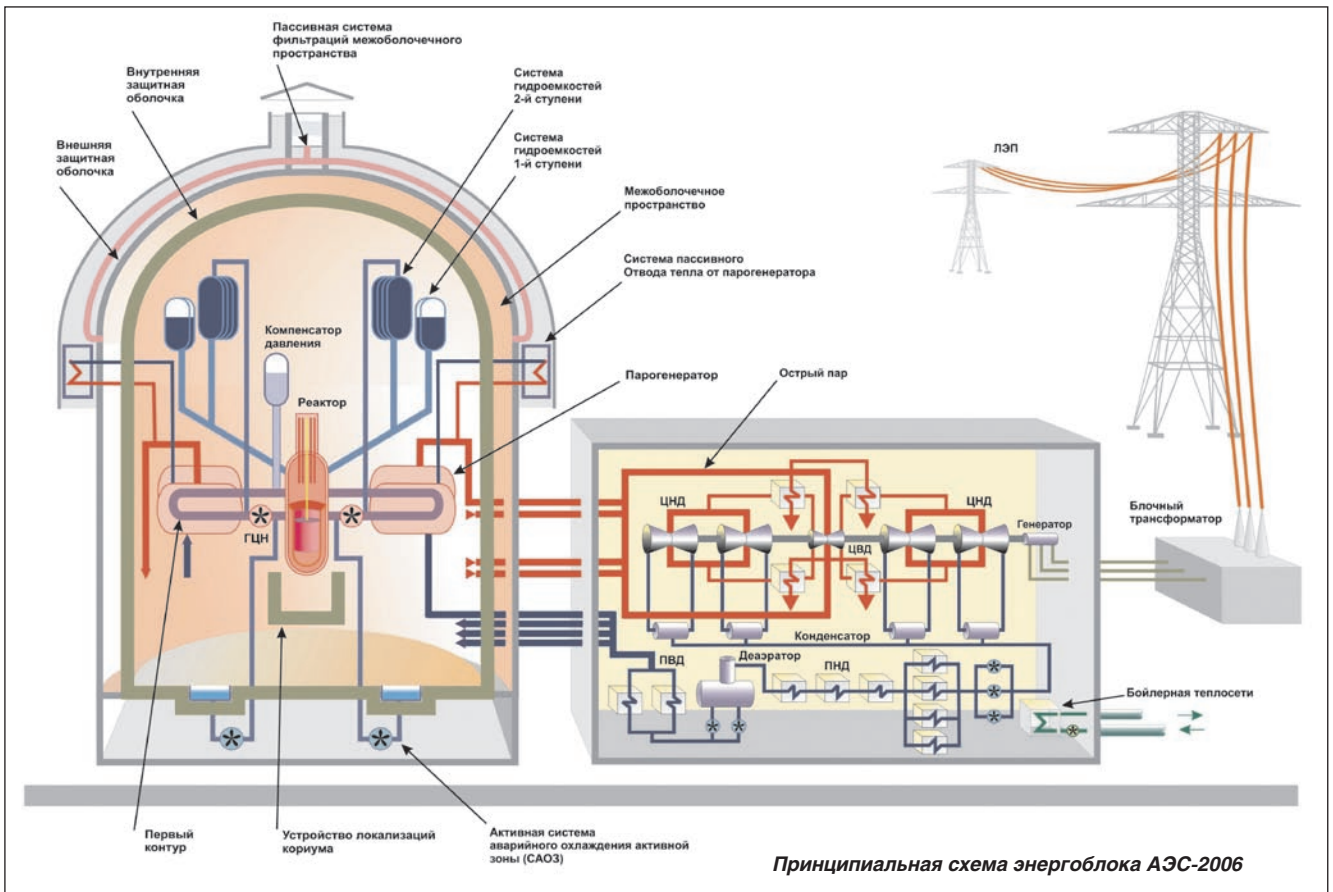 Пассивная система
фильтраций межоболочечного
пространства
Внутренняя
защитная
оболочка
Внешняя
защитная
оболочка
Система
гидроемкостей
2-й ступени
Система
гидроемкостей
1-й ступени
Межоболочечное
пространство
Система пассивного
Отвода тепла от парогенератора
ЛЭП
Компенсатор
давления
Реактор
Парогенератор
Острый пар
ГЦН
ЦНД
ЦВД
ЦНД
Генератор
Блочный
трансформатор
Конденсатор
ПВД
Деаэратор
ПНД
Бойлерная теплосети
Первый
контур
Устройство локализаций
кориума
Активная система
аварийного охлаждения активной
зоны (САОЗ)
Принципиальная схема энергоблока АЭС-2006